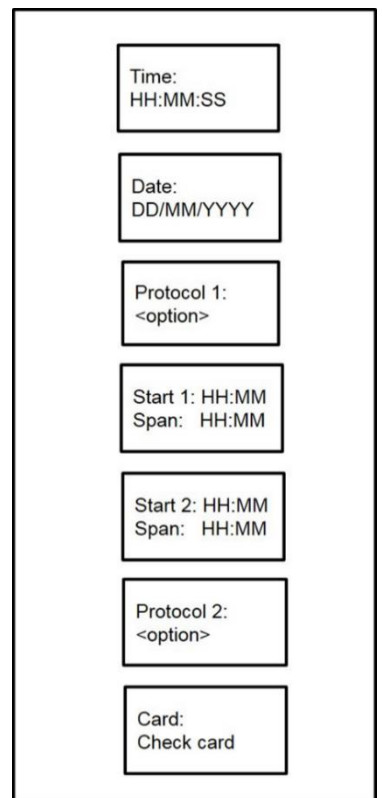 Time:
HH:MM:SS
Date:
DD/MM/YYYY
Protocol 1:
<option>
Start 1: HH:MM
Span: HH:MM
Start 2: HH:MM
Span: HH:MM
Protocol 2:
<option>
Card:
Check card